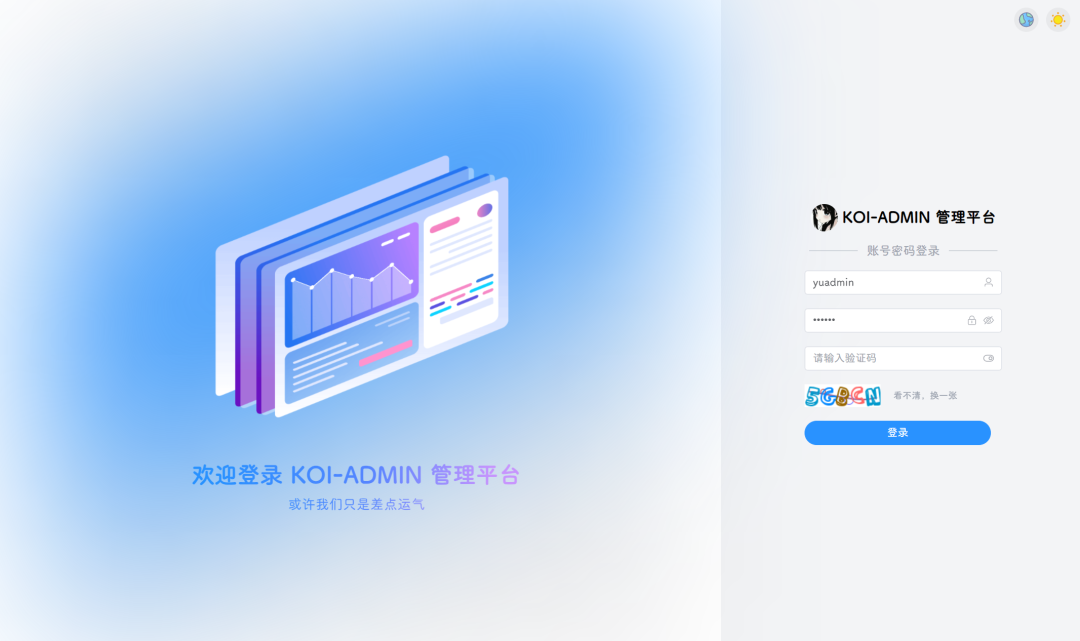 KOI-ADMIN 管理平台
账号密码登录
yuadmin
••••••
请输入验证码
5GBCN
看不清，换一张
登录
欢迎登录 KOI-ADMIN 管理平台
或许我们只是差点运气